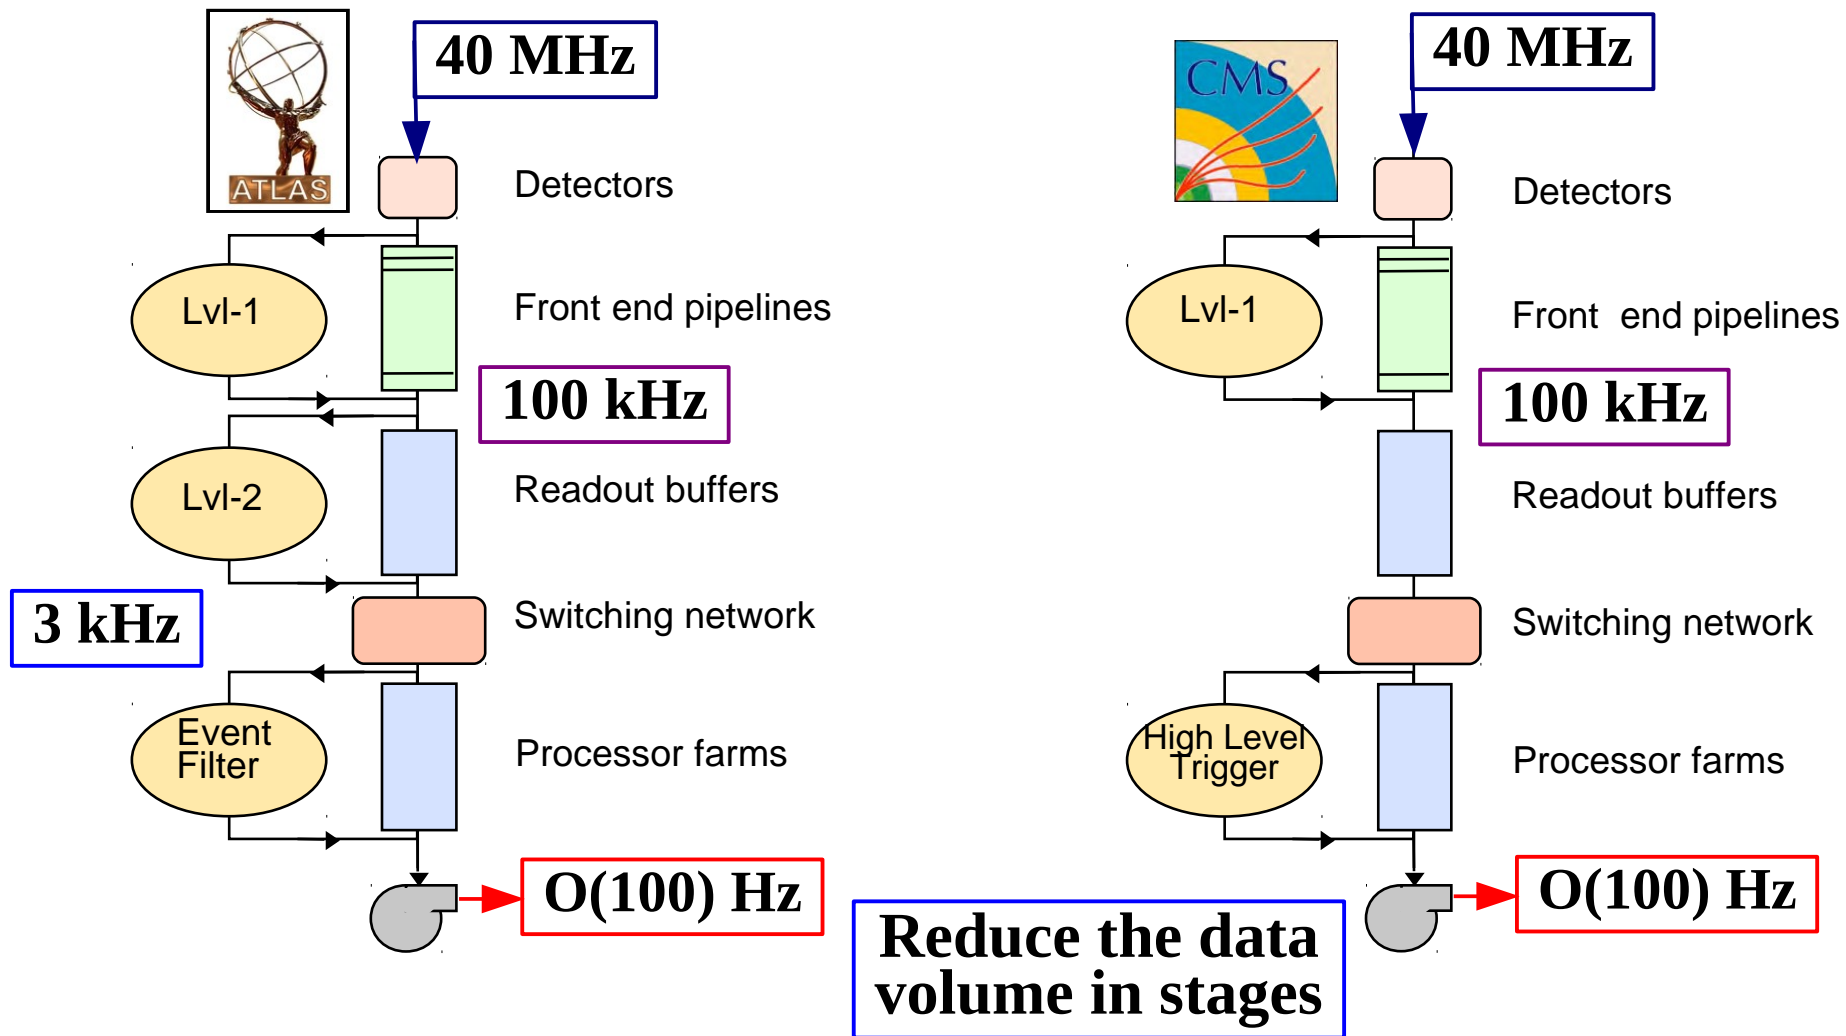 40 MHz
ATLAS
Detectors
Lvl-1
Front end pipelines
100 kHz
Lvl-2
Readout buffers
3 kHz
Switching network
Event
Filter
Processor farms
O(100) Hz
CMS
40 MHz
Detectors
Lvl-1
Front end pipelines
100 kHz
Readout buffers
Switching network
High Level
Trigger
Processor farms
O(100) Hz
Reduce the data
volume in stages